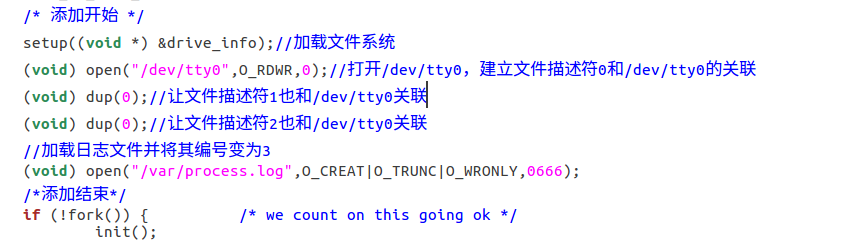 /* 添加开始 */
setup((void *) &drive_info);//加载文件系统
(void) open("/dev/tty0",O_RDWR,0);//打开/dev/tty0，建立文件描述符0和/dev/tty0的关联
(void) dup(0);//让文件描述符1也和/dev/tty0关联
(void) dup(0);//让文件描述符2也和/dev/tty0关联
//加载日志文件并将其编号变为3
(void) open("/var/process.log",O_CREAT|O_TRUNC|O_WRONLY,0666);
/*添加结束*/
if (!fork()) {          /* we count on this going ok */
        init();